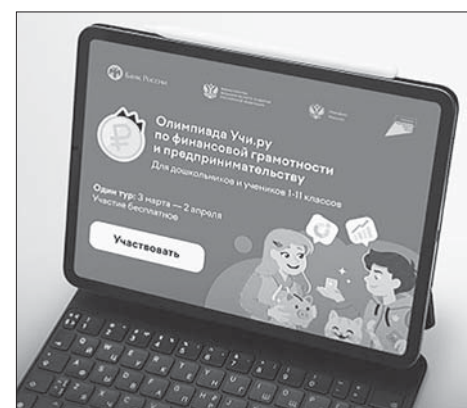 Банк России
Олимпиада Учи.ру
по финансовой грамотности
и предпринимательству
Для дошкольников и учеников 1-11 классов
Один тур: 3 марта — 2 апреля
Участие бесплатное
Участвовать